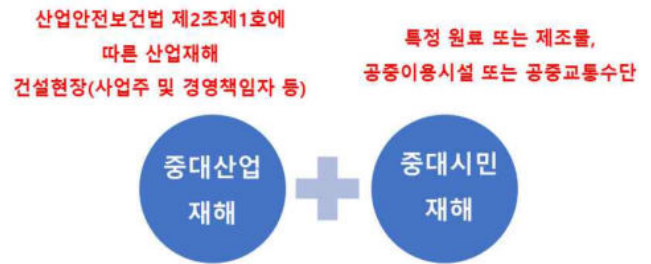 산업안전보건법 제2조제1호에
따른 산업재해
건설현장(사업주 및 경영책임자 등)
특정 원료 또는 제조물,
공중이용시설 또는 공중교통수단
중대산업
재해
중대시민
재해